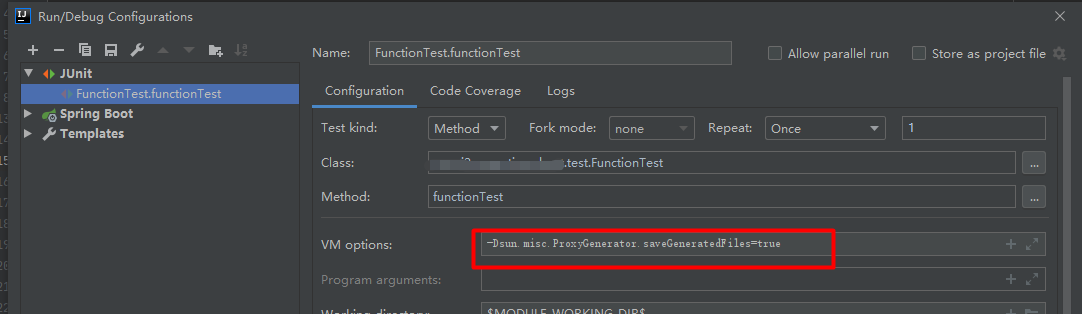 Run/Debug Configurations
Name: FunctionTest.functionTest Allow parallel run Store as project file
JUnit
FunctionTest.functionTest
Spring Boot
Templates
Configuration Code Coverage Logs
Test kind: Method Fork mode: none Repeat: Once 1
Class: .test.FunctionTest ...
Method: functionTest ...
VM options: -Dsun.misc.ProxyGenerator.saveGeneratedFiles=true
Program arguments:
Working directory: $MODULE_WORKING_DIR$